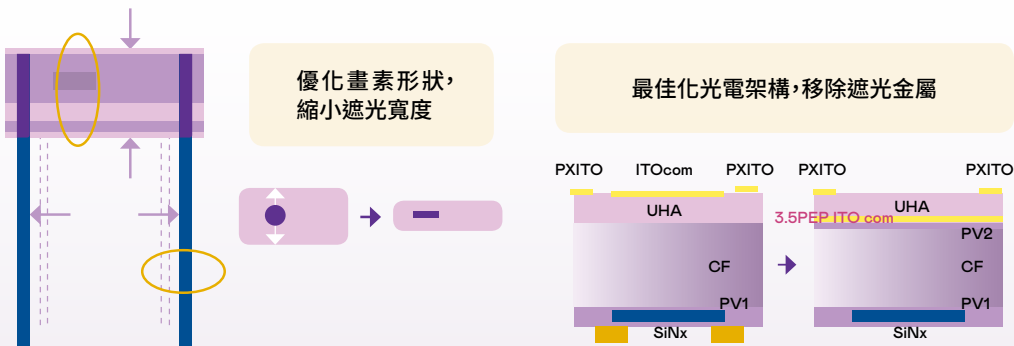 優化畫素形狀，
縮小遮光寬度
最佳化光電架構，移除遮光金屬
PXITO ITOcom PXITO
UHA
CF
PV1
SiNx
PXITO PXITO
UHA
3.5PEP ITO com
PV2
CF
PV1
SiNx